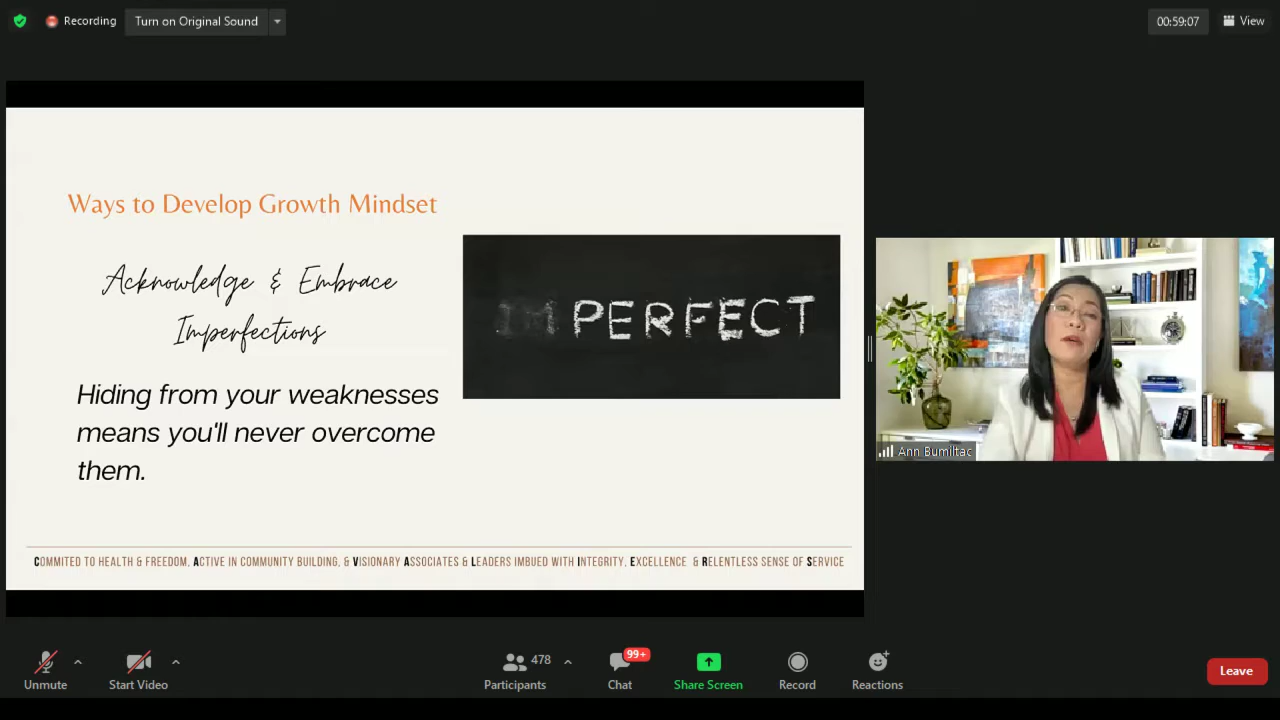 Recording
Turn on Original Sound
00:59:07
View
Ways to Develop Growth Mindset
Acknowledge & Embrace
Imperfections
IMPERFECT
Hiding from your weaknesses
means you'll never overcome
them.
COMMITED TO HEALTH & FREEDOM, ACTIVE IN COMMUNITY BUILDING, & VISIONARY ASSOCIATES & LEADERS IMBUED WITH INTEGRITY, EXCELLENCE & RELENTLESS SENSE OF SERVICE
Ann Bumiltac
Unmute
Start Video
478
Participants
99+
Chat
Share Screen
Record
Reactions
Leave